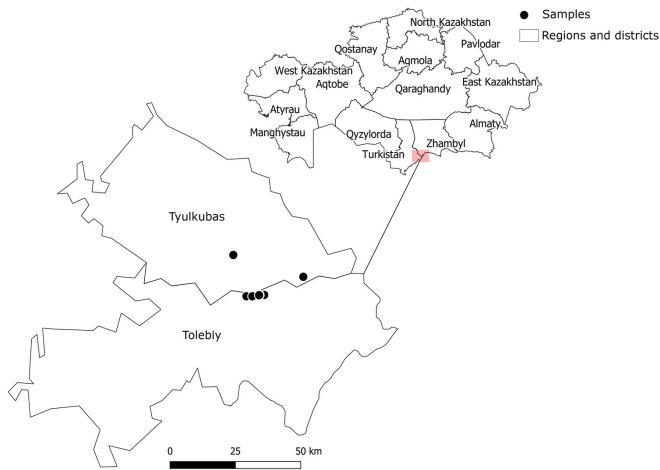 Samples
Regions and districts
North Kazakhstan
Qostanay
Pavlodar
Aqmola
West Kazakhstan
East Kazakhstan
Aqtobe
Qaraghandy
Atyrau
Almaty
Manghystau
Qyzylorda
Zhambyl
Turkistan
Tyulkubas
Tolebiy
0 25 50 km